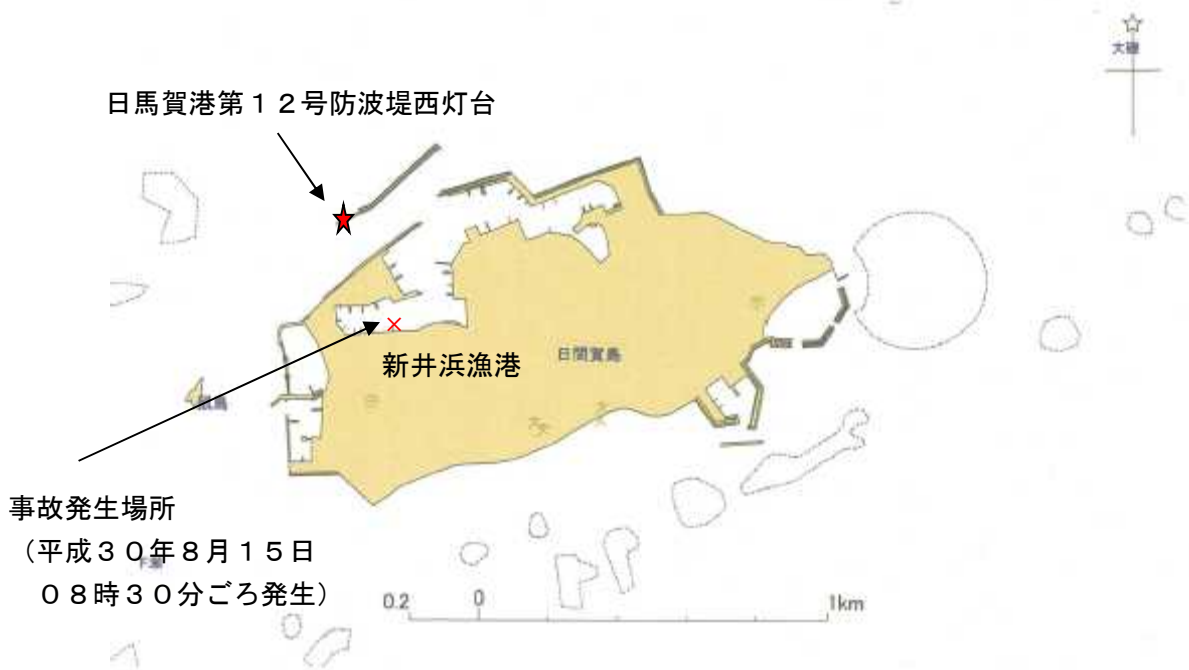 大磯
日馬賀港第１２号防波堤西灯台
日間賀島
新井浜漁港
事故発生場所
（平成３０年８月１５日
０８時３０分ごろ発生）
0.2 0 1km